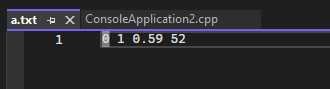 a.txt ConsoleApplication2.cpp
1 0 1 0.59 52